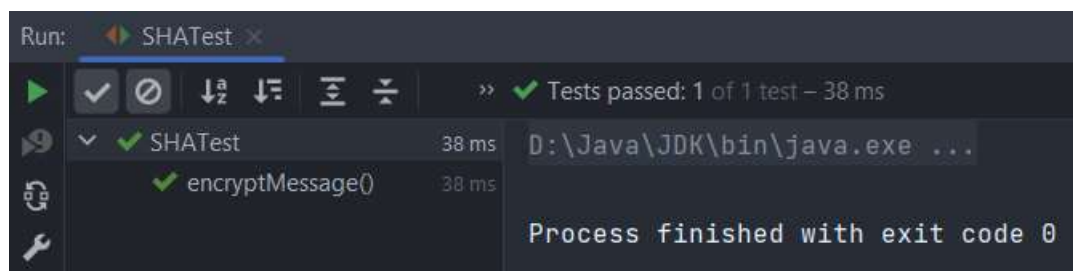 Run: SHATest ×
» Tests passed: 1 of 1 test – 38 ms
SHATest 38 ms
encryptMessage() 38 ms
D:\Java\JDK\bin\java.exe ...
Process finished with exit code 0